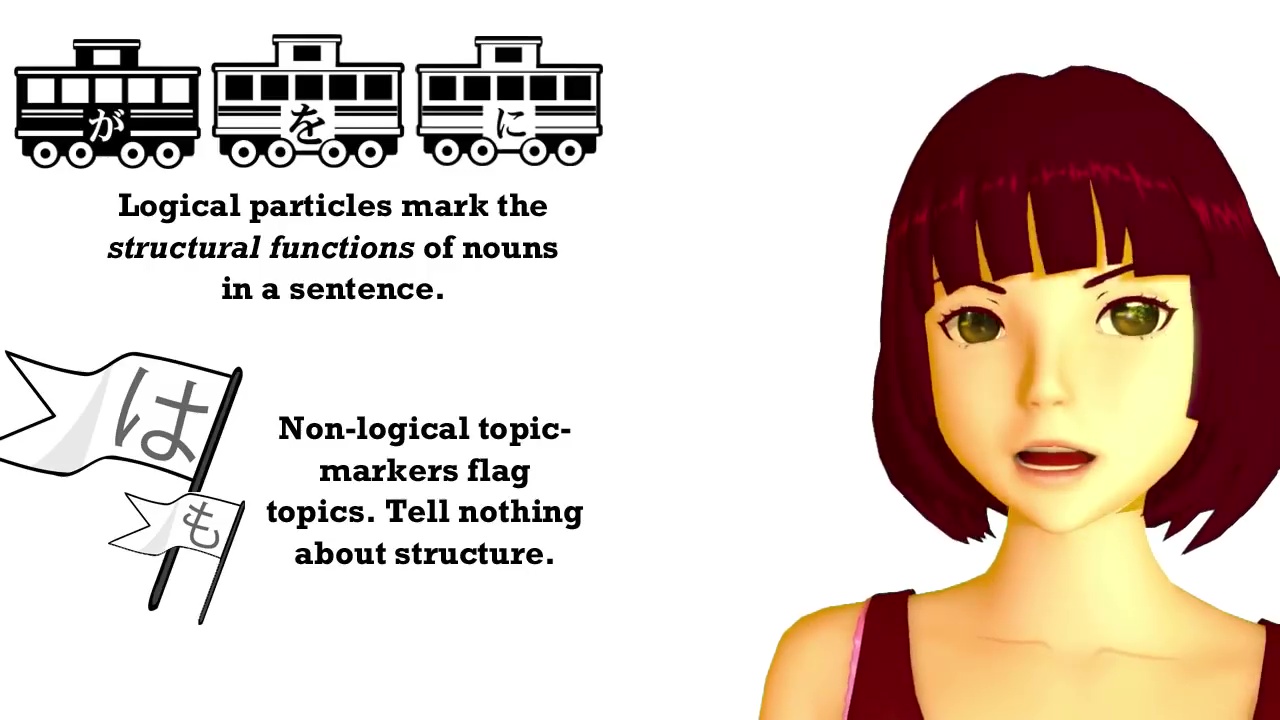 が を に
Logical particles mark the
structural functions of nouns
in a sentence.
は
も
Non-logical topic-
markers flag
topics. Tell nothing
about structure.